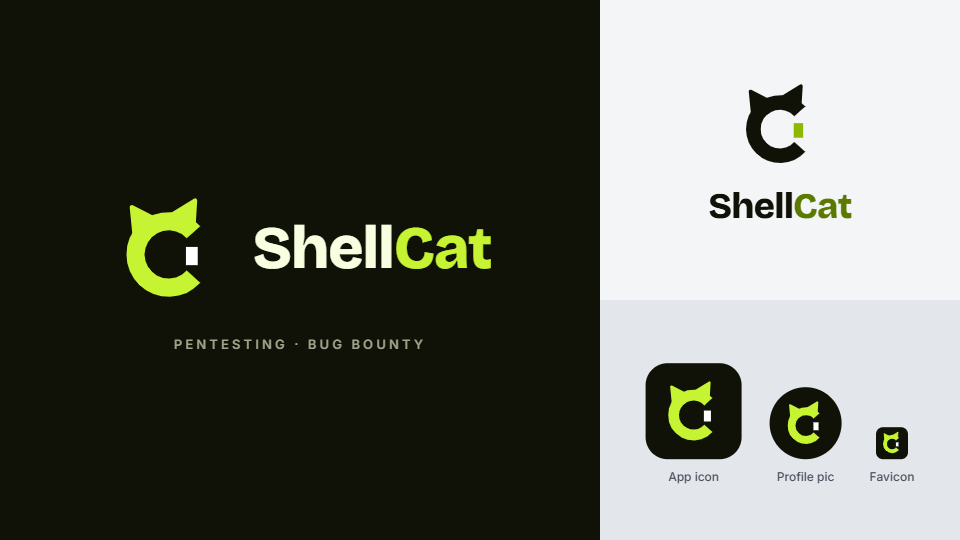 ShellCat
PENTESTING · BUG BOUNTY
ShellCat
App icon
Profile pic
Favicon